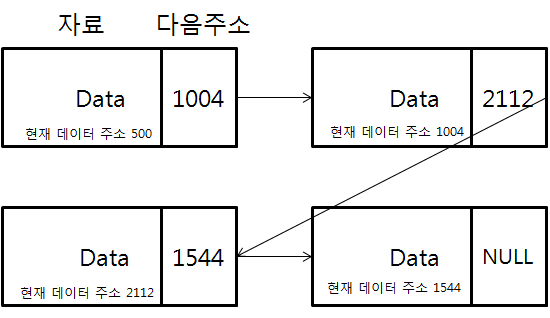 자료 다음주소
Data 1004
현재 데이터 주소 500
Data 2112
현재 데이터 주소 1004
Data 1544
현재 데이터 주소 2112
Data NULL
현재 데이터 주소 1544